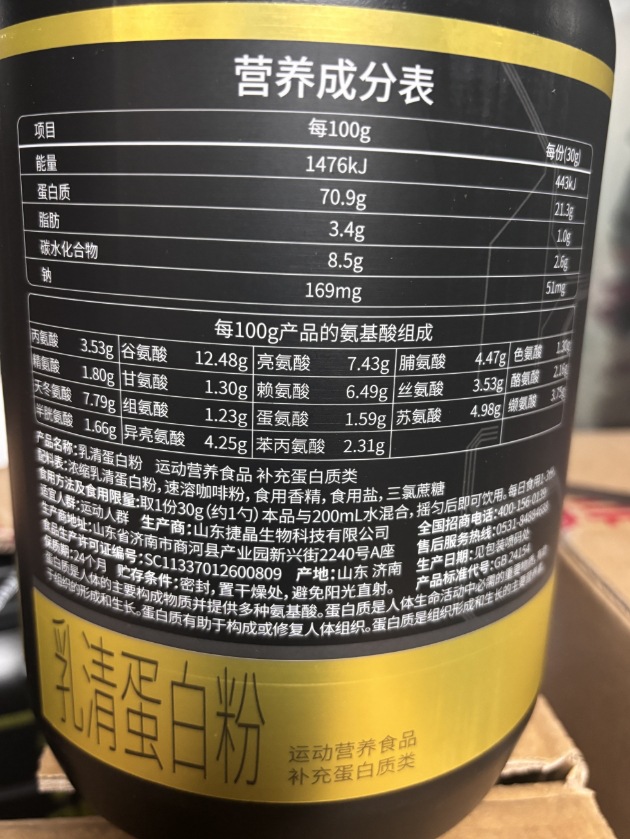 营养成分表
项目 每100g 每份(30g)
能量 1476kJ 443kJ
蛋白质 70.9g 21.3g
脂肪 3.4g 1.0g
碳水化合物 8.5g 2.6g
钠 169mg 51mg
每100g产品的氨基酸组成
丙氨酸 3.53g 谷氨酸 12.48g 亮氨酸 7.43g 脯氨酸 4.47g 色氨酸 1.30g
精氨酸 1.80g 甘氨酸 1.30g 赖氨酸 6.49g 丝氨酸 3.53g 酪氨酸 2.16g
天冬氨酸 7.79g 组氨酸 1.23g 蛋氨酸 1.59g 苏氨酸 4.98g 缬氨酸
半胱氨酸 1.66g 异亮氨酸 4.25g 苯丙氨酸 2.31g
产品名称:乳清蛋白粉 运动营养食品 补充蛋白质类
配料表:浓缩乳清蛋白粉,速溶咖啡粉,食用香精,食用盐,三氯蔗糖
食用方法及食用限量:取1份30g(约1勺)本品与200mL水混合,摇匀后即可饮用。每日食用1-2份。
适宜人群:运动人群 生产商:山东捷晶生物科技有限公司 全国招商电话:400-156-0139
生产商地址:山东省济南市商河县产业园新兴街2240号A座 售后服务热线:0531-84884688
食品生产许可证编号:SC11337012600809 产地:山东 济南 生产日期:见包装喷码处
保质期:24个月 贮存条件:密封,置干燥处,避免阳光直射。 产品标准代号:GB 24154
蛋白质是人体的主要构成物质并提供多种氨基酸。蛋白质是人体生命活动中必需的重要物质,有助
于组织的形成和生长。蛋白质有助于构成或修复人体组织。蛋白质是组织形成和生长的主要营养素。
乳清蛋白粉
运动营养食品
补充蛋白质类